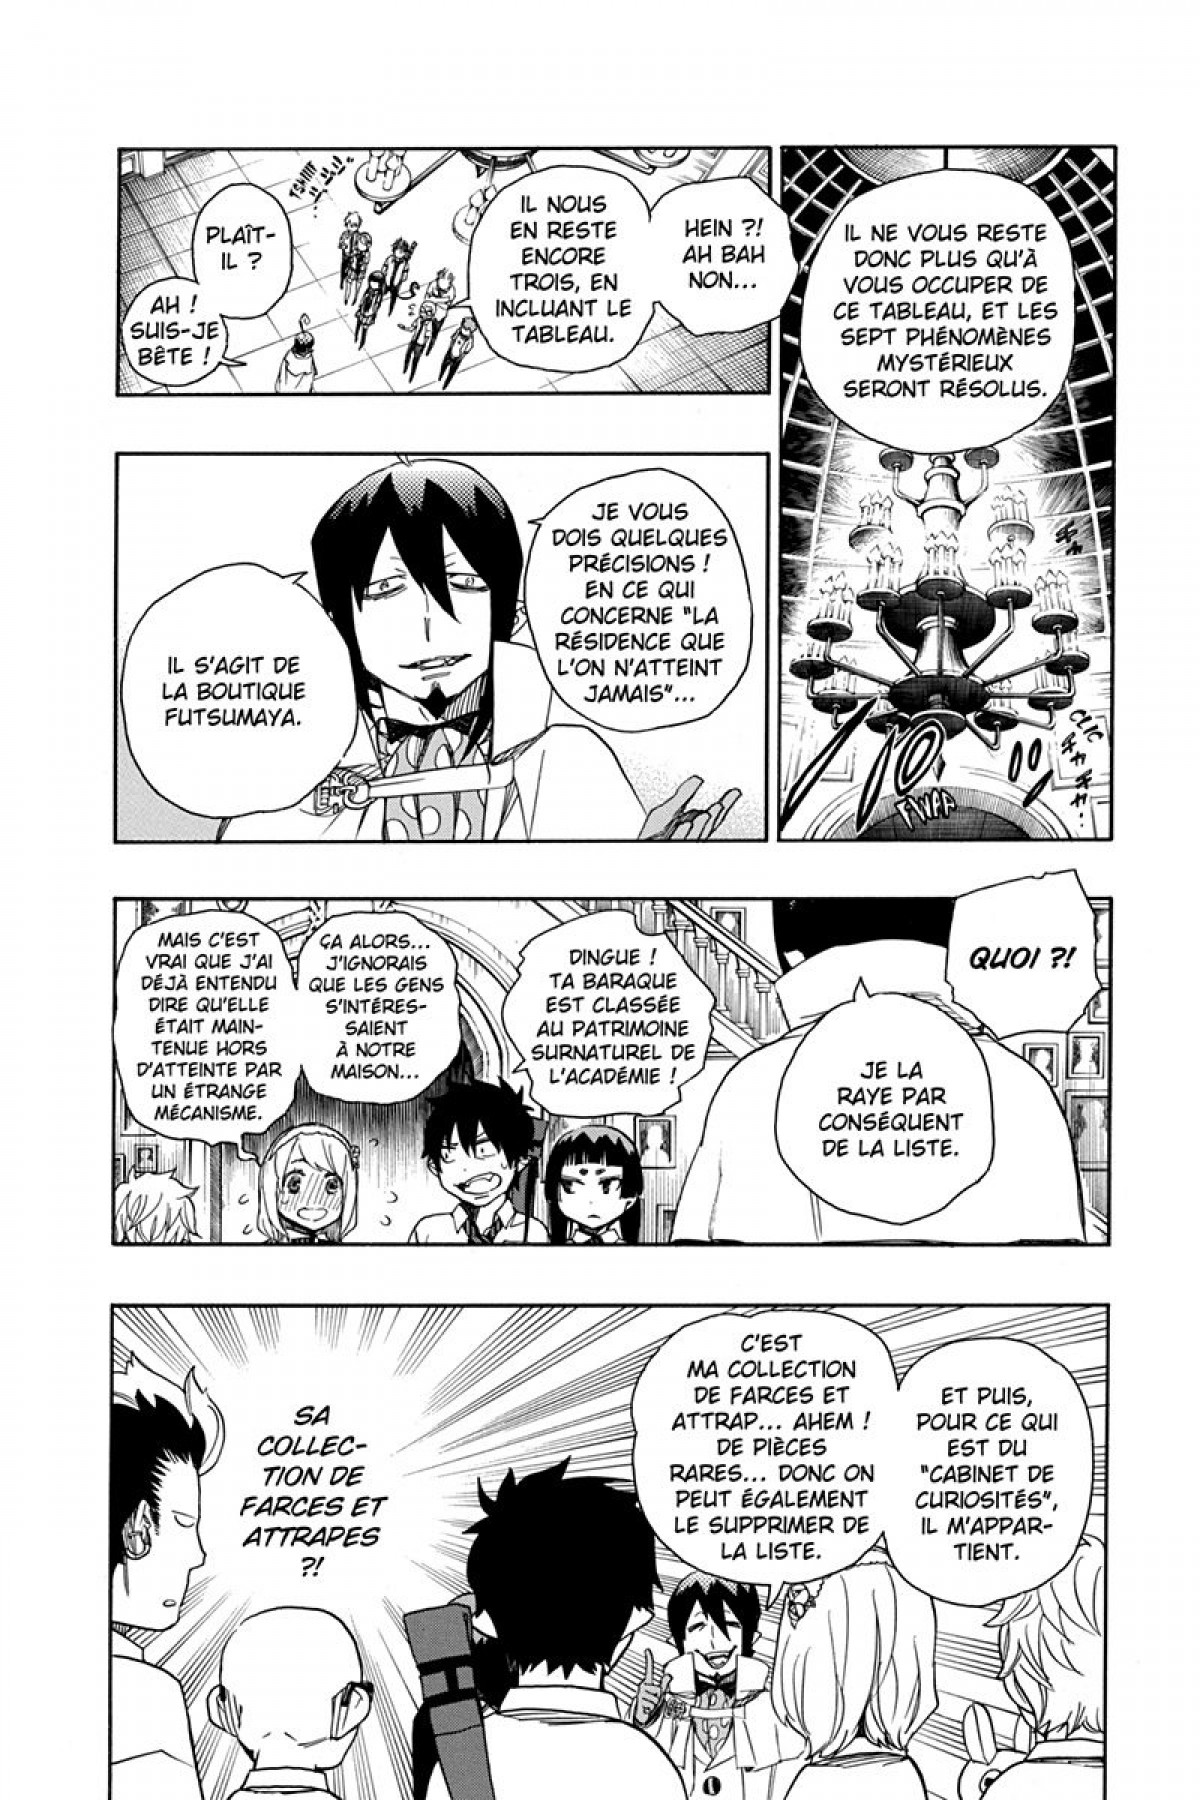 IL NE VOUS RESTE
DONC PLUS QU'À
VOUS OCCUPER DE
CE TABLEAU, ET LES
SEPT PHÉNOMÈNES
MYSTÉRIEUX
SERONT RÉSOLUS.
CLIC
FWAA
HEIN ?!
AH BAH
NON...
IL NOUS
EN RESTE
ENCORE
TROIS, EN
INCLUANT LE
TABLEAU.
PLAÎT-
IL ?
AH !
SUIS-JE
BÊTE !
JE VOUS
DOIS QUELQUES
PRÉCISIONS !
EN CE QUI
CONCERNE "LA
RÉSIDENCE QUE
L'ON N'ATTEINT
JAMAIS"...
IL S'AGIT DE
LA BOUTIQUE
FUTSUMAYA.
QUOI ?!
JE LA
RAYE PAR
CONSÉQUENT
DE LA LISTE.
DINGUE !
TA BARAQUE
EST CLASSÉE
AU PATRIMOINE
SURNATUREL DE
L'ACADÉMIE !
ÇA ALORS...
J'IGNORAIS
QUE LES GENS
S'INTÉRES-
SAIENT
À NOTRE
MAISON...
MAIS C'EST
VRAI QUE J'AI
DÉJÀ ENTENDU
DIRE QU'ELLE
ÉTAIT MAIN-
TENUE HORS
D'ATTEINTE PAR
UN ÉTRANGE
MÉCANISME.
ET PUIS,
POUR CE QUI
EST DU
"CABINET DE
CURIOSITÉS",
IL M'APPAR-
TIENT.
C'EST
MA COLLECTION
DE FARCES ET
ATTRAP... AHEM !
DE PIÈCES
RARES... DONC ON
PEUT ÉGALEMENT
LE SUPPRIMER DE
LA LISTE.
SA
COLLEC-
TION DE
FARCES ET
ATTRAPES
?!